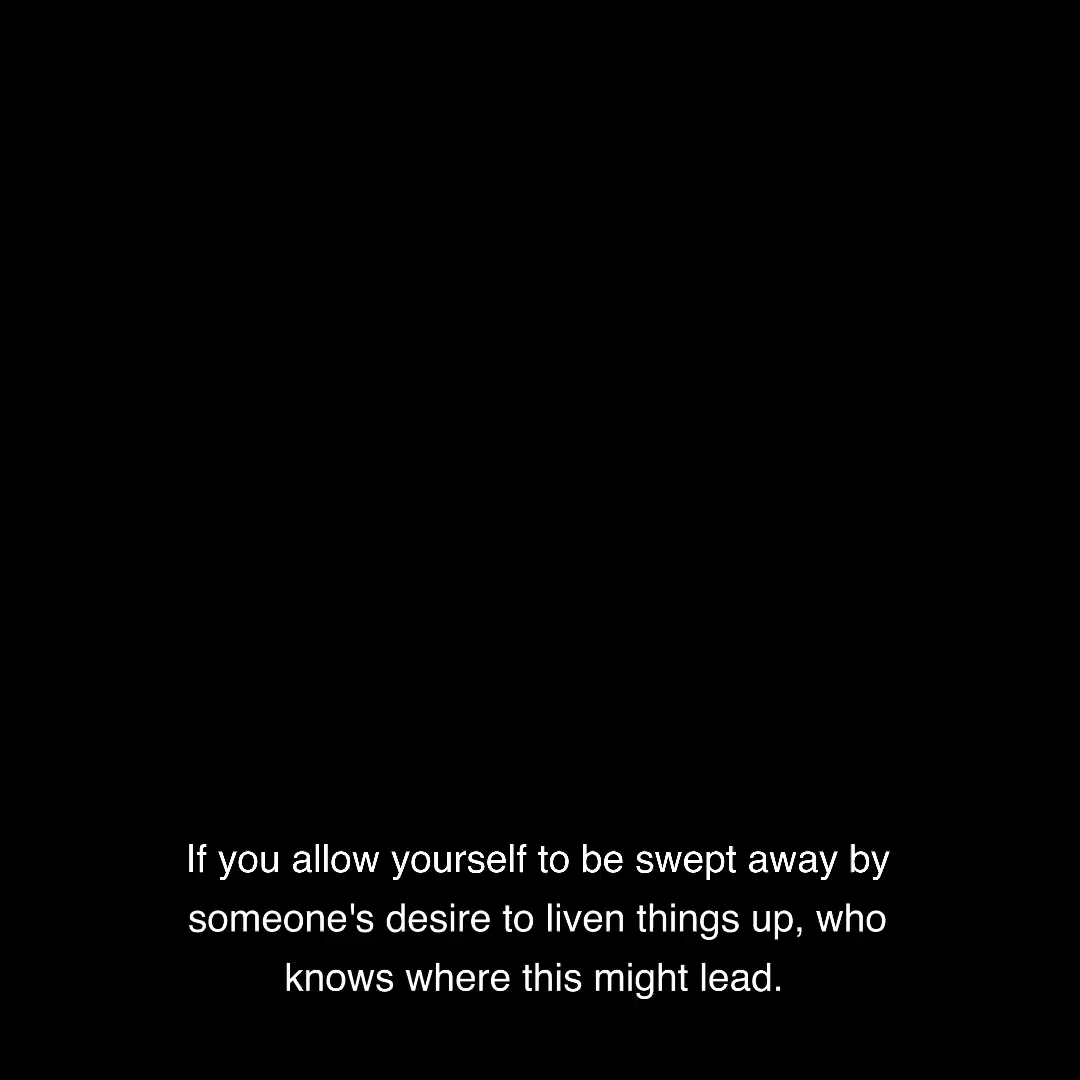 If you allow yourself to be swept away by
someone's desire to liven things up, who
knows where this might lead.